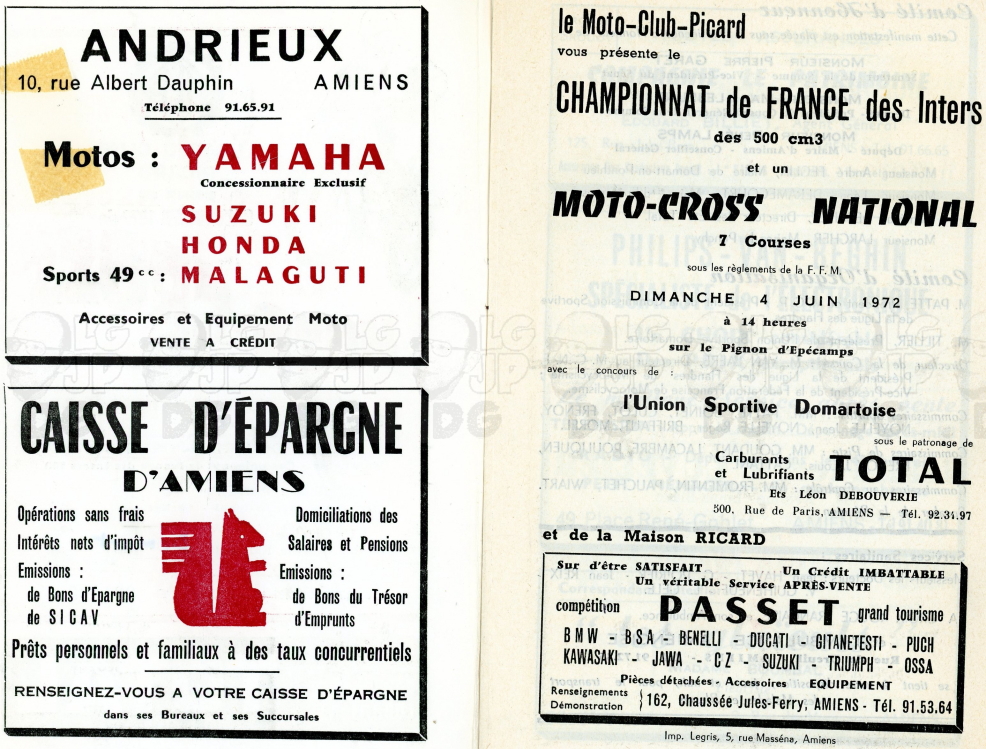 ANDRIEUX
10, rue Albert Dauphin AMIENS
Téléphone 91.65.91
Motos : YAMAHA
Concessionnaire Exclusif
SUZUKI
HONDA
Sports 49cc : MALAGUTI
Accessoires et Equipement Moto
VENTE A CRÉDIT
CAISSE D'ÉPARGNE
D'AMIENS
Opérations sans frais
Intérêts nets d'impôt
Emissions :
de Bons d'Epargne
de SICAV
Domiciliations des
Salaires et Pensions
Emissions :
de Bons du Trésor
d'Emprunts
Prêts personnels et familiaux à des taux concurrentiels
RENSEIGNEZ-VOUS A VOTRE CAISSE D'ÉPARGNE
dans ses Bureaux et ses Succursales
le Moto-Club-Picard
vous présente le
CHAMPIONNAT de FRANCE des Inters
des 500 cm3
et un
MOTO-CROSS NATIONAL
7 Courses
sous les règlements de la F. F. M.
DIMANCHE 4 JUIN 1972
à 14 heures
sur le Pignon d'Epécamps
avec le concours de :
l'Union Sportive Domartoise
sous le patronage de
Carburants
et Lubrifiants TOTAL
Ets Léon DEBOUVERIE
500, Rue de Paris, AMIENS — Tél. 92.34.97
et de la Maison RICARD
Sur d'être SATISFAIT Un Crédit IMBATTABLE
Un véritable Service APRÈS-VENTE
compétition PASSET grand tourisme
BMW - BSA - BENELLI - DUCATI - GITANETESTI - PUCH
KAWASAKI - JAWA - CZ - SUZUKI - TRIUMPH - OSSA
Pièces détachées - Accessoires EQUIPEMENT
Renseignements
Démonstration } 162, Chaussée Jules-Ferry, AMIENS - Tél. 91.53.64
Imp. Legris, 5, rue Masséna, Amiens